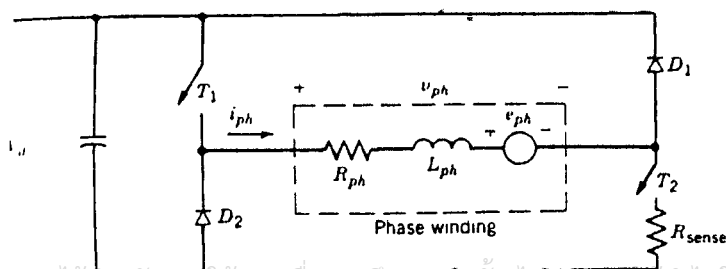 T1
D1
+ vph −
iph
eph
+ −
Rph
Lph
T2
D2
Phase winding
Rsense